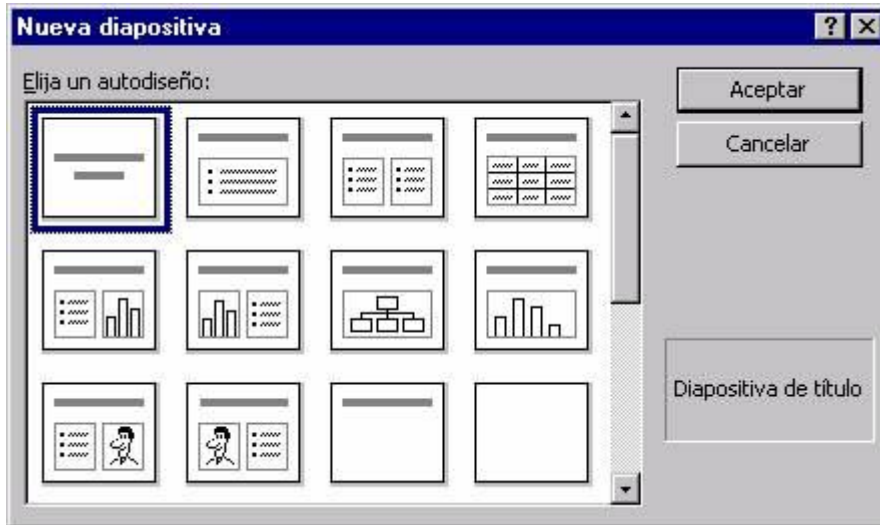 Nueva diapositiva
Elija un autodiseño:
Aceptar
Cancelar
Diapositiva de título